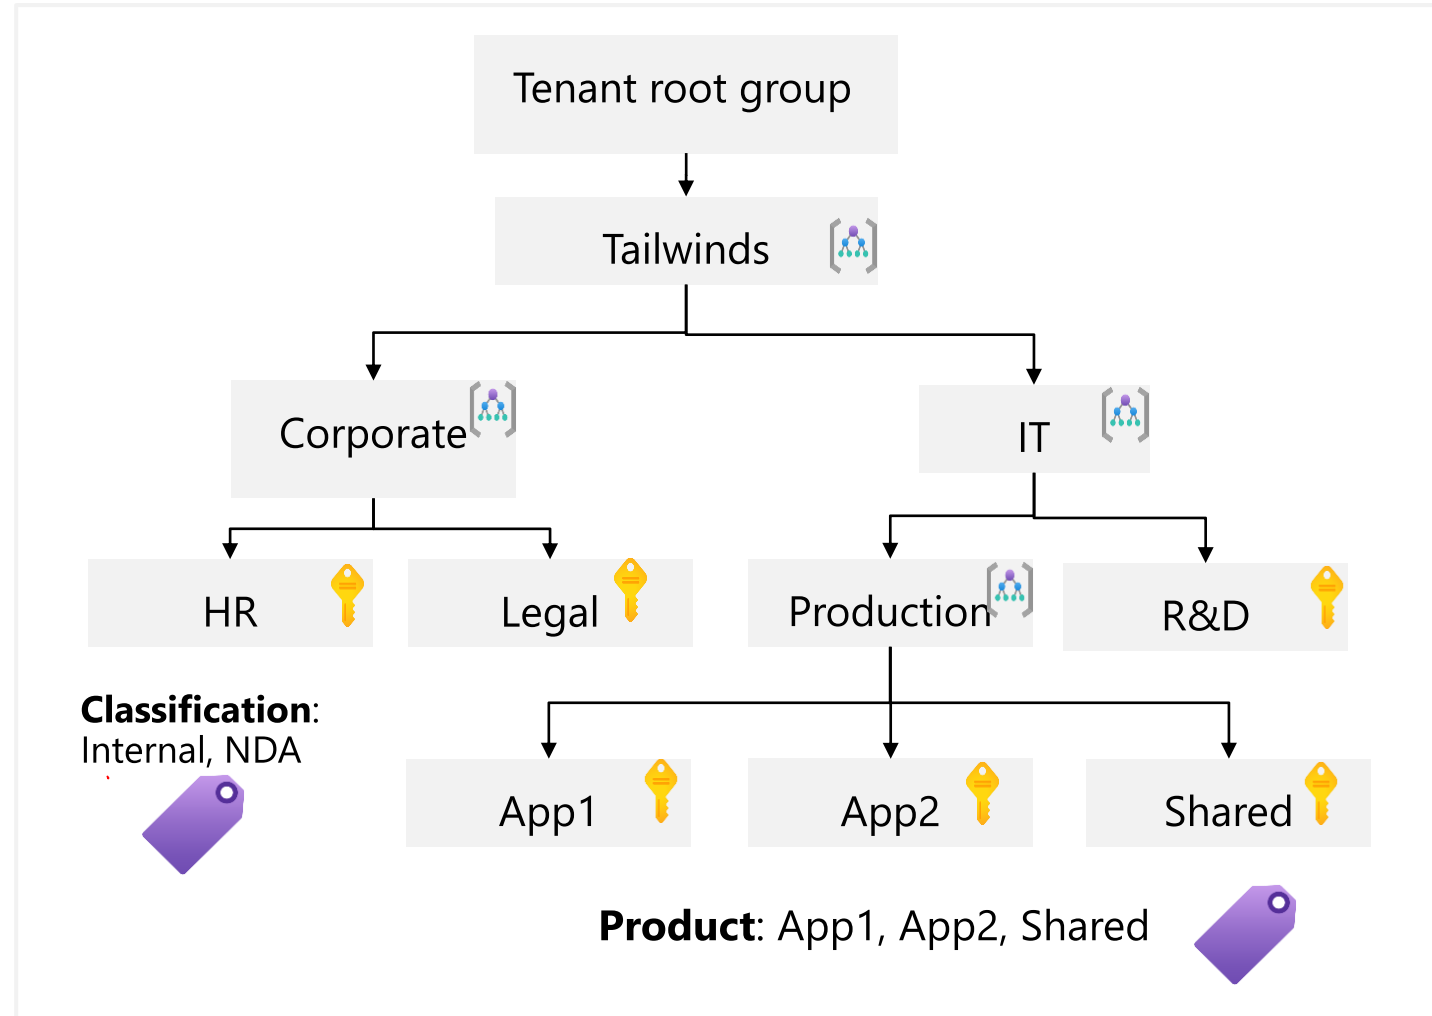 Tenant root group
Tailwinds
Corporate
IT
HR
Legal
Production
R&D
Classification:
Internal, NDA
App1
App2
Shared
Product: App1, App2, Shared